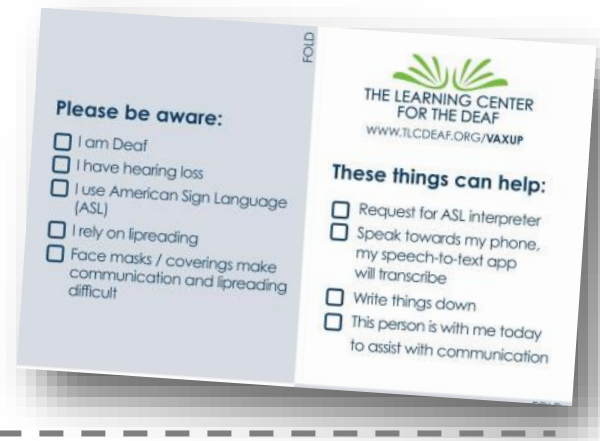 FOLD
Please be aware:
I am Deaf
I have hearing loss
I use American Sign Language
(ASL)
I rely on lipreading
Face masks / coverings make
communication and lipreading
difficult
THE LEARNING CENTER
FOR THE DEAF
WWW.TLCDEAF.ORG/VAXUP
These things can help:
Request for ASL interpreter
Speak towards my phone,
my speech-to-text app
will transcribe
Write things down
This person is with me today
to assist with communication